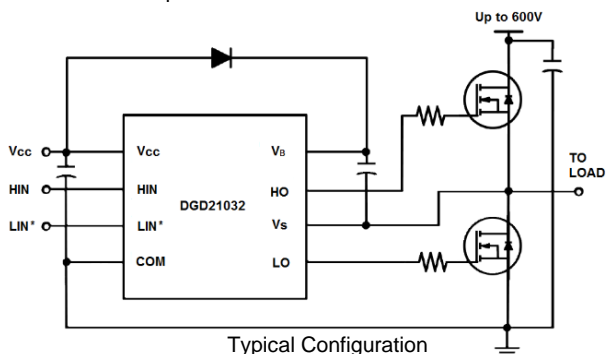 Up to 600V
Vcc
HIN
LIN*
Vcc
HIN
LIN*
COM
DGD21032
VB
HO
Vs
LO
TO
LOAD
Typical Configuration